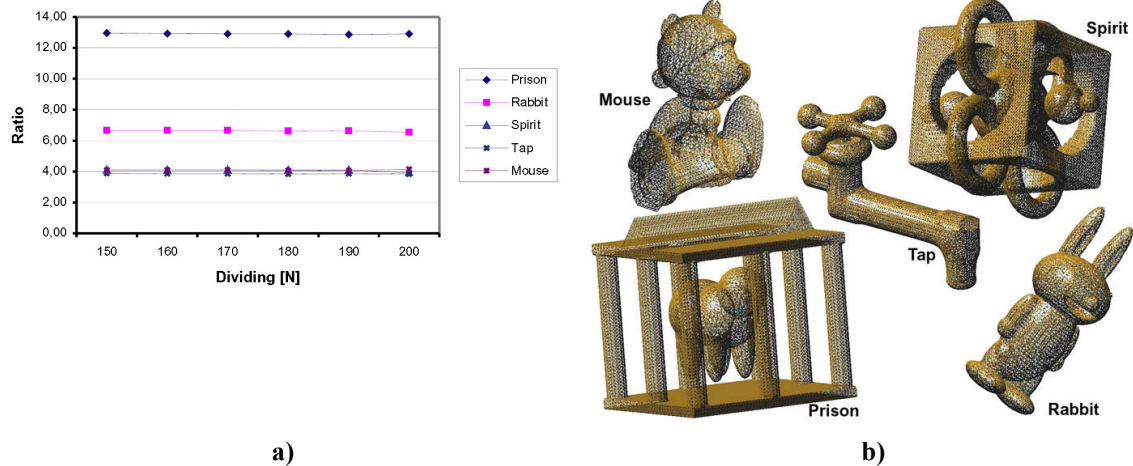 14,00
12,00
10,00
8,00
6,00
4,00
2,00
0,00
Ratio
150 160 170 180 190 200
Dividing [N]
Prison
Rabbit
Spirit
Tap
Mouse
a)
Mouse
Spirit
Tap
Prison
Rabbit
b)